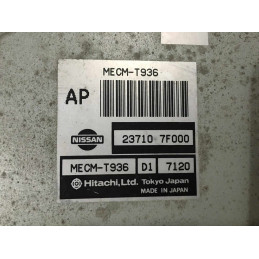 MECM-T936
AP
NISSAN 23710 7F000
MECM-T936 D1 7120
Hitachi, Ltd. Tokyo Japan
MADE IN JAPAN